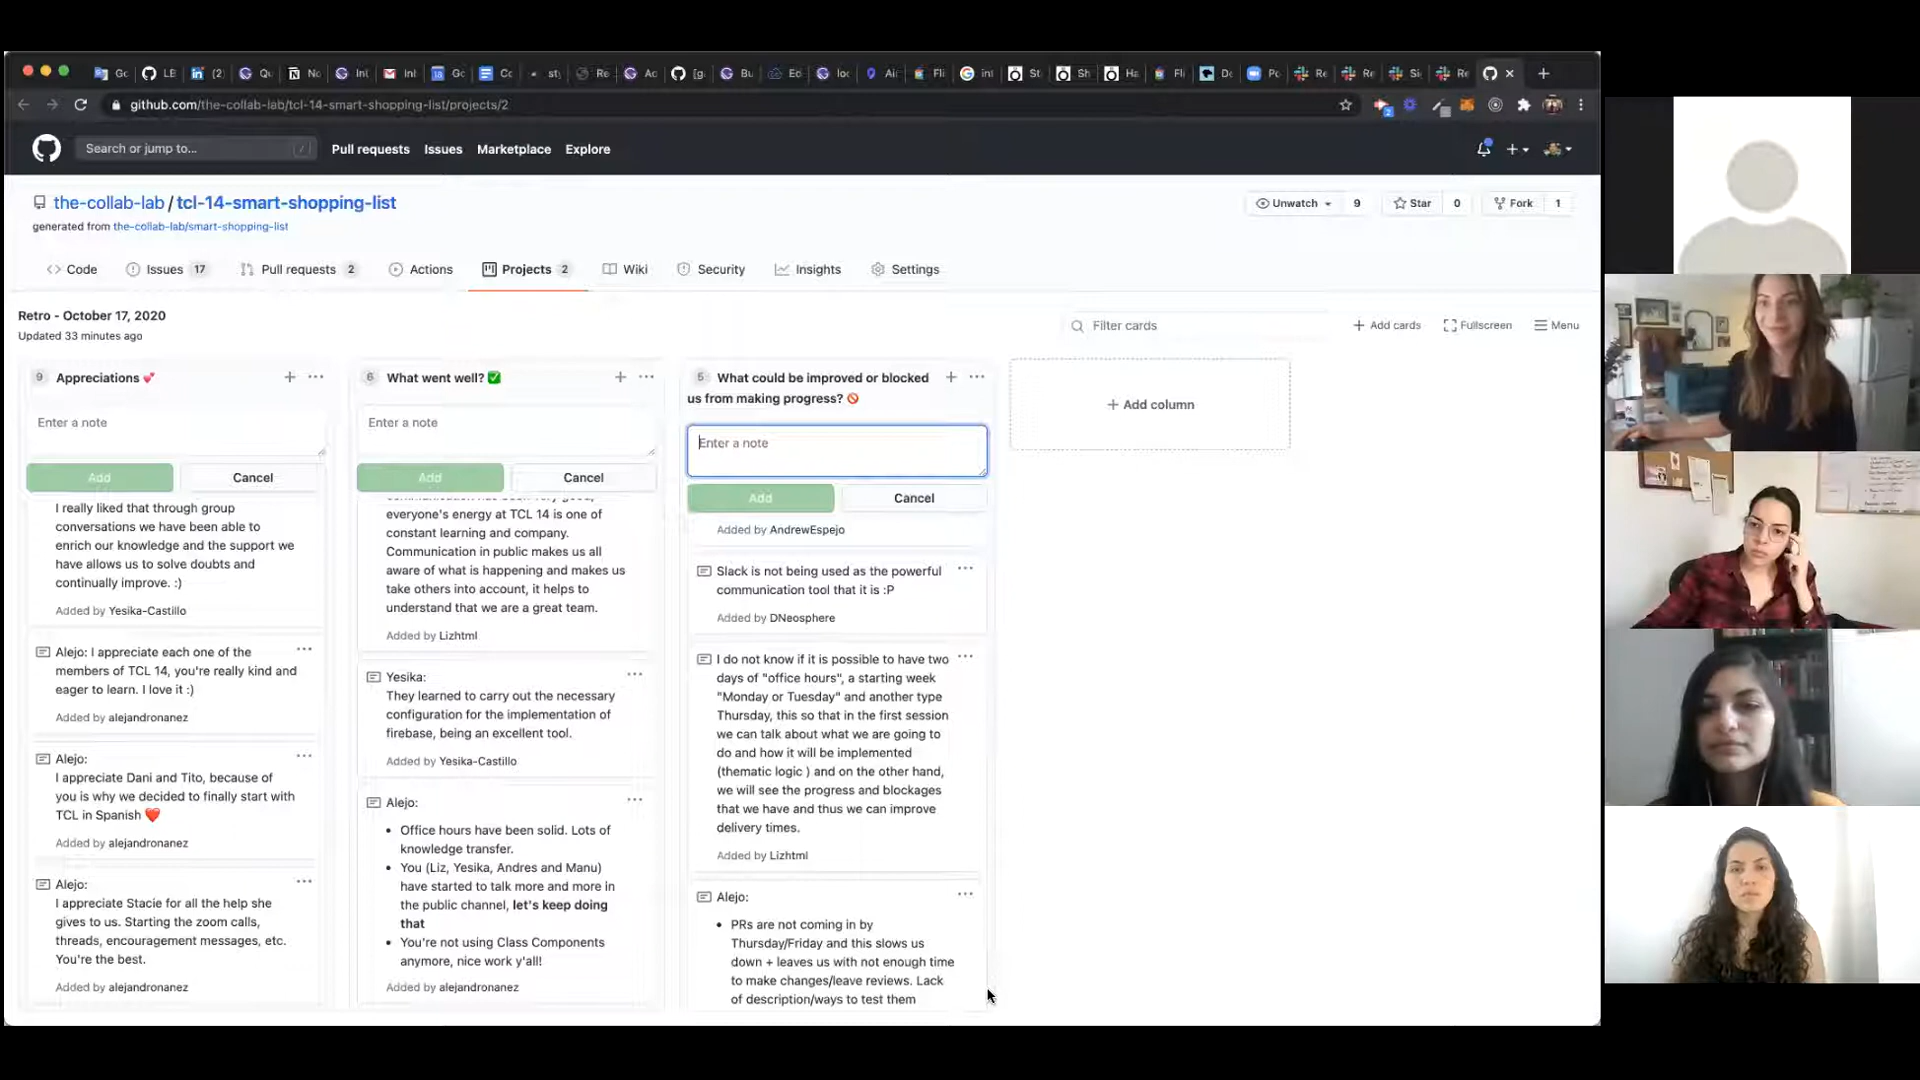 github.com/the-collab-lab/tcl-14-smart-shopping-list/projects/2
Search or jump to...
/
Pull requests
Issues
Marketplace
Explore
the-collab-lab / tcl-14-smart-shopping-list
generated from the-collab-lab/smart-shopping-list
Unwatch 9
Star 0
Fork 1
Code
Issues 17
Pull requests 2
Actions
Projects 2
Wiki
Security
Insights
Settings
Retro - October 17, 2020
Updated 33 minutes ago
Filter cards
+ Add cards
Fullscreen
Menu
9 Appreciations 💕
Enter a note
Add
Cancel
I really liked that through group
conversations we have been able to
enrich our knowledge and the support we
have allows us to solve doubts and
continually improve. :)
Added by Yesika-Castillo
Alejo: I appreciate each one of the
members of TCL 14, you're really kind and
eager to learn. I love it :)
Added by alejandronanez
Alejo:
I appreciate Dani and Tito, because of
you is why we decided to finally start with
TCL in Spanish ❤️
Added by alejandronanez
Alejo:
I appreciate Stacie for all the help she
gives to us. Starting the zoom calls,
threads, encouragement messages, etc.
You're the best.
Added by alejandronanez
6 What went well? ✅
Enter a note
Add
Cancel
everyone's energy at TCL 14 is one of
constant learning and company.
Communication in public makes us all
aware of what is happening and makes us
take others into account, it helps to
understand that we are a great team.
Added by Lizhtml
Yesika:
They learned to carry out the necessary
configuration for the implementation of
firebase, being an excellent tool.
Added by Yesika-Castillo
Alejo:
• Office hours have been solid. Lots of
knowledge transfer.
• You (Liz, Yesika, Andres and Manu)
have started to talk more and more in
the public channel, let's keep doing
that
• You're not using Class Components
anymore, nice work y'all!
Added by alejandronanez
5 What could be improved or blocked
us from making progress? 🚫
Enter a note
Add
Cancel
Added by AndrewEspejo
Slack is not being used as the powerful
communication tool that it is :P
Added by DNeosphere
I do not know if it is possible to have two
days of "office hours", a starting week
"Monday or Tuesday" and another type
Thursday, this so that in the first session
we can talk about what we are going to
do and how it will be implemented
(thematic logic ) and on the other hand,
we will see the progress and blockages
that we have and thus we can improve
delivery times.
Added by Lizhtml
Alejo:
• PRs are not coming in by
Thursday/Friday and this slows us
down + leaves us with not enough time
to make changes/leave reviews. Lack
of description/ways to test them
+ Add column